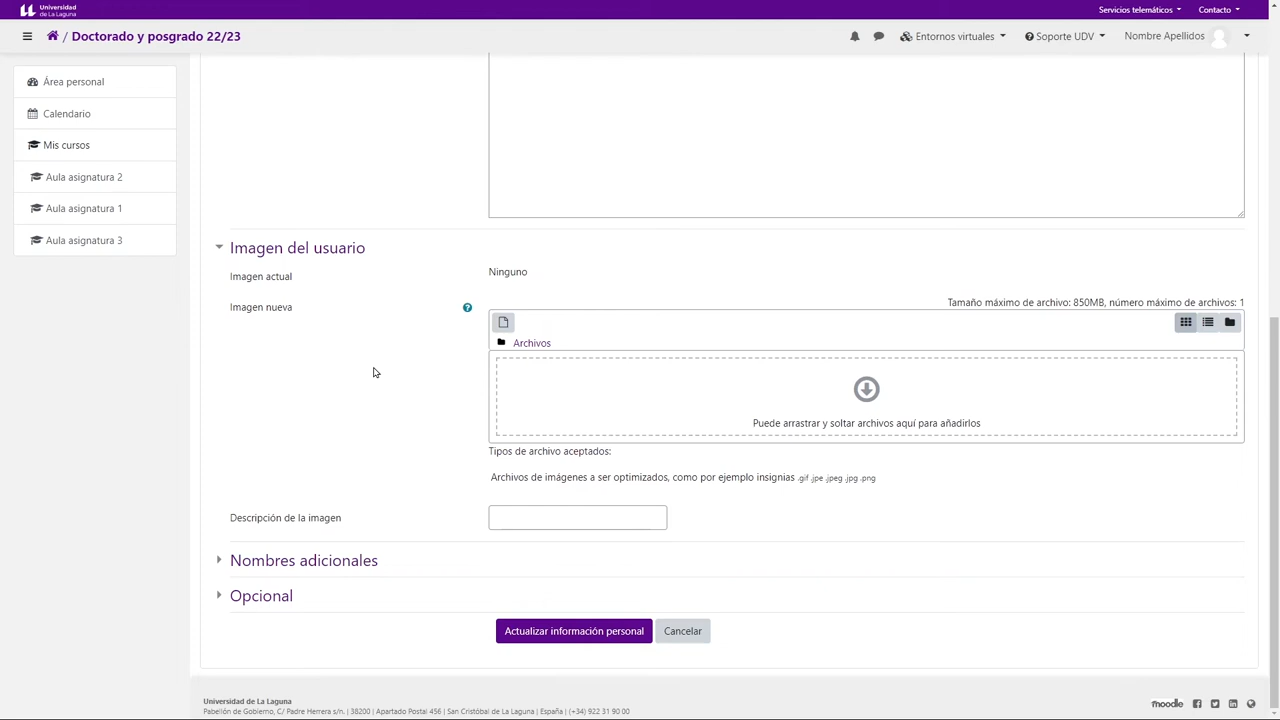 Universidad
de La Laguna
Servicios telemáticos
Contacto
/ Doctorado y posgrado 22/23
Entornos virtuales
Soporte UDV
Nombre Apellidos
Área personal
Calendario
Mis cursos
Aula asignatura 2
Aula asignatura 1
Aula asignatura 3
Imagen del usuario
Imagen actual
Ninguno
Imagen nueva
Tamaño máximo de archivo: 850MB, número máximo de archivos: 1
Archivos
Puede arrastrar y soltar archivos aquí para añadirlos
Tipos de archivo aceptados:
Archivos de imágenes a ser optimizados, como por ejemplo insignias .gif .jpe .jpeg .jpg .png
Descripción de la imagen
Nombres adicionales
Opcional
Actualizar información personal
Cancelar
Universidad de La Laguna
Pabellón de Gobierno, C/ Padre Herrera s/n. | 38200 | Apartado Postal 456 | San Cristóbal de La Laguna | España | (+34) 922 31 90 00
moodle